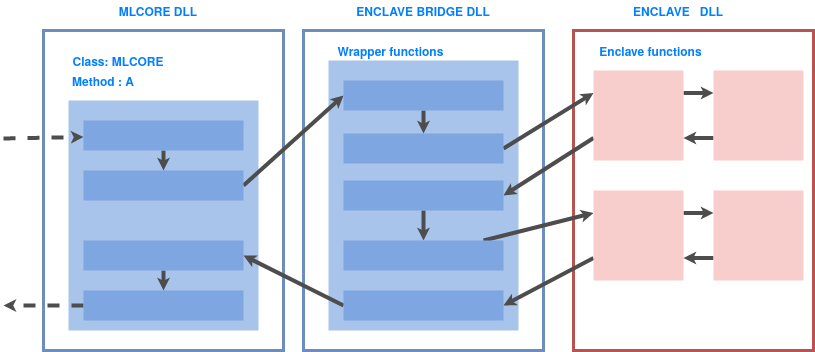 MLCORE DLL
ENCLAVE BRIDGE DLL
ENCLAVE DLL
Class: MLCORE
Method : A
Wrapper functions
Enclave functions